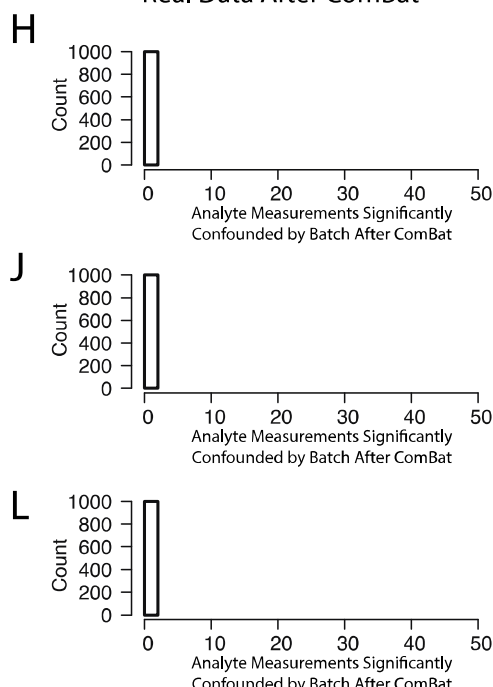 Real Data After ComBat
H
1000
800
600
400
200
0
Count
0 10 20 30 40 50
Analyte Measurements Significantly
Confounded by Batch After ComBat
J
1000
800
600
400
200
0
Count
0 10 20 30 40 50
Analyte Measurements Significantly
Confounded by Batch After ComBat
L
1000
800
600
400
200
0
Count
0 10 20 30 40 50
Analyte Measurements Significantly
Confounded by Batch After ComBat